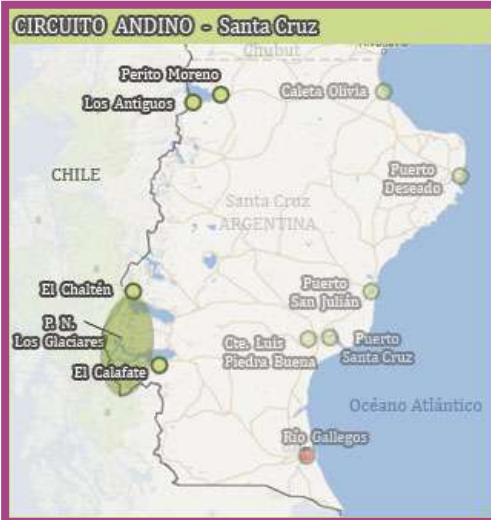 CIRCUITO ANDINO - Santa Cruz
Chubut
Perito Moreno
Los Antiguos
Caleta Olivia
CHILE
Puerto
Deseado
Santa Cruz
ARGENTINA
El Chaltén
Puerto
San Julián
P. N.
Los Glaciares
Cte. Luis
Piedra Buena
Puerto
Santa Cruz
El Calafate
Océano Atlántico
Río Gallegos